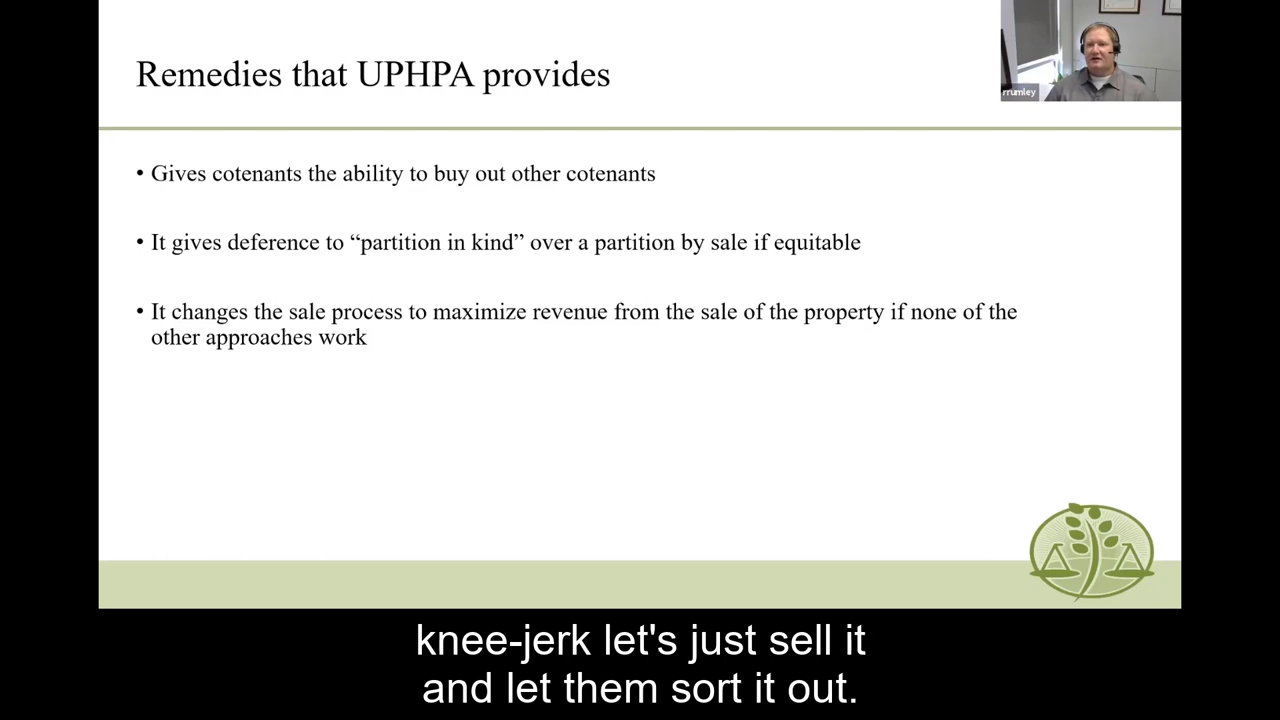 Remedies that UPHPA provides
rrumley
• Gives cotenants the ability to buy out other cotenants
• It gives deference to “partition in kind” over a partition by sale if equitable
• It changes the sale process to maximize revenue from the sale of the property if none of the
other approaches work
knee-jerk let's just sell it
and let them sort it out.